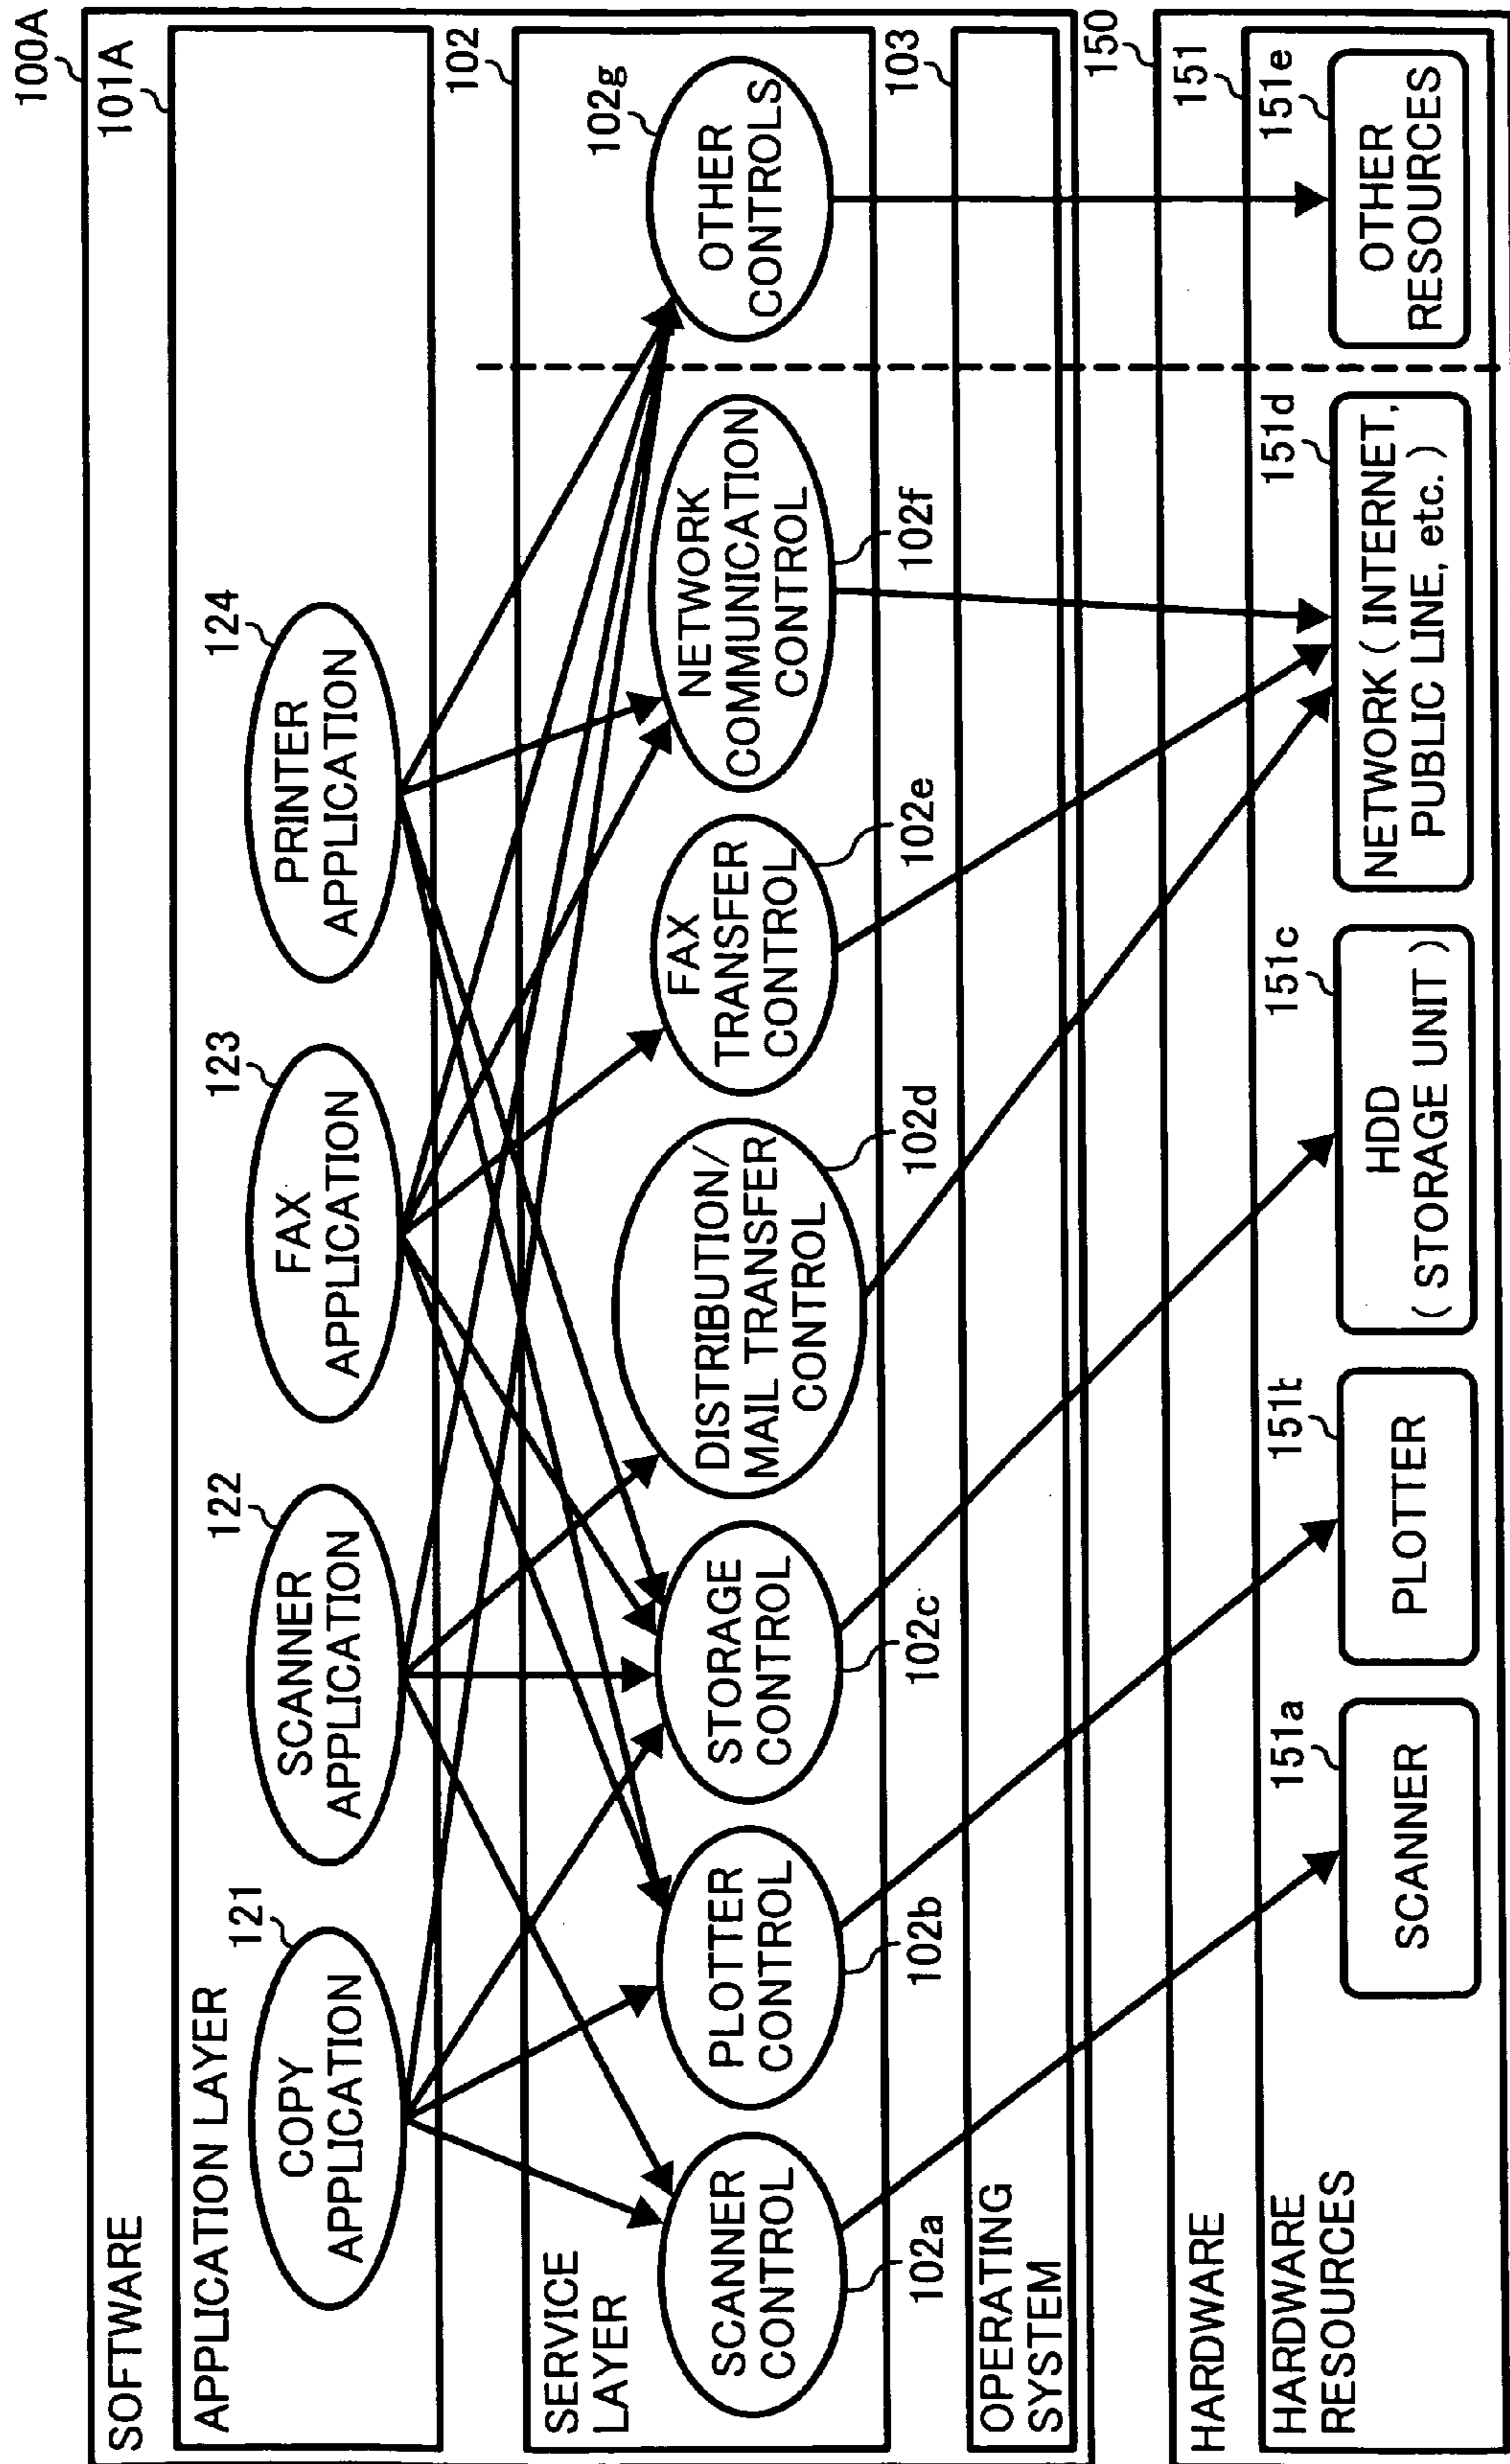 100A
SOFTWARE
101A
APPLICATION LAYER
121
COPY
APPLICATION
122
SCANNER
APPLICATION
123
FAX
APPLICATION
124
PRINTER
APPLICATION
102
SERVICE
LAYER
SCANNER
CONTROL
102a
PLOTTER
CONTROL
102b
STORAGE
CONTROL
102c
DISTRIBUTION/
MAIL TRANSFER
CONTROL
102d
FAX
TRANSFER
CONTROL
102e
NETWORK
COMMUNICATION
CONTROL
102f
102g
OTHER
CONTROLS
103
OPERATING
SYSTEM
150
HARDWARE
151
HARDWARE
RESOURCES
151a
SCANNER
151b
PLOTTER
151c
HDD
( STORAGE UNIT )
151d
NETWORK ( INTERNET,
PUBLIC LINE, etc. )
151e
OTHER
RESOURCES